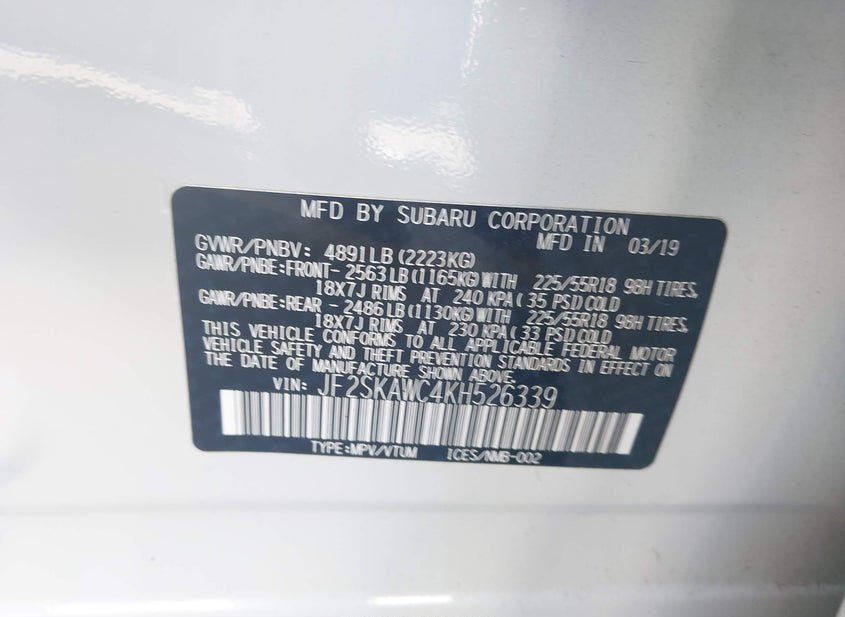 MFD BY SUBARU CORPORATION
MFD IN 03/19
GVWR/PNBV: 4891LB (2223KG)
GAWR/PNBE:FRONT- 2563LB(1165KG)WITH 225/55R18 98H TIRES,
18X7J RIMS AT 240 KPA( 35 PSI)COLD
GAWR/PNBE:REAR - 2486LB(1130KG)WITH 225/55R18 98H TIRES,
18X7J RIMS AT 230 KPA( 33 PSI)COLD
THIS VEHICLE CONFORMS TO ALL APPLICABLE FEDERAL MOTOR
VEHICLE SAFETY AND THEFT PREVENTION STANDARDS IN EFFECT ON
THE DATE OF MANUFACTURE SHOWN ABOVE.
VIN: JF2SKAWC4KH526339
TYPE:MPV/VTUM ICES/NMB-002